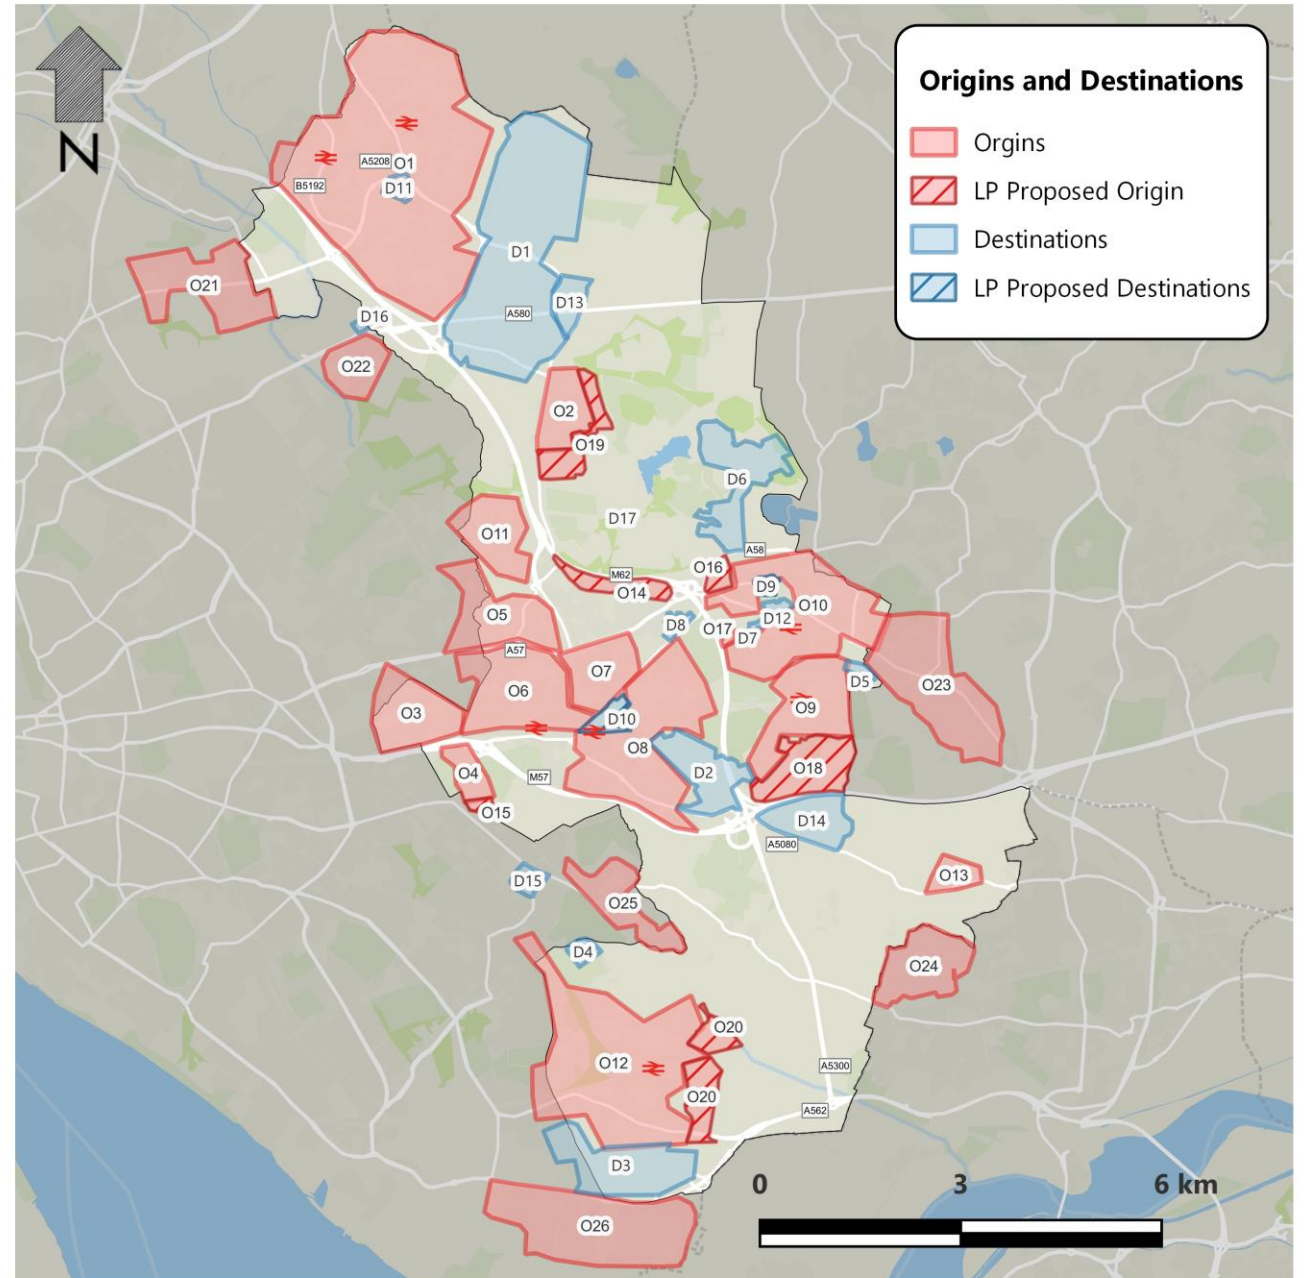 Origins and Destinations
Orgins
LP Proposed Origin
Destinations
LP Proposed Destinations
N
A5208 O1
B5192
D11
D1
O21
D13
A580
D16
O22
O2
O19
D6
D17
O11
A58
O16
M62
O14
D9
O10
O5
D8
O17
D12
D7
A57
O7
O6
D5
O23
O3
D10
O9
O8
O4
D2
O18
M57
O15
D14
A5080
D15
O13
O25
D4
O24
O20
O12
A5300
O20
A562
D3
0 3 6 km
O26